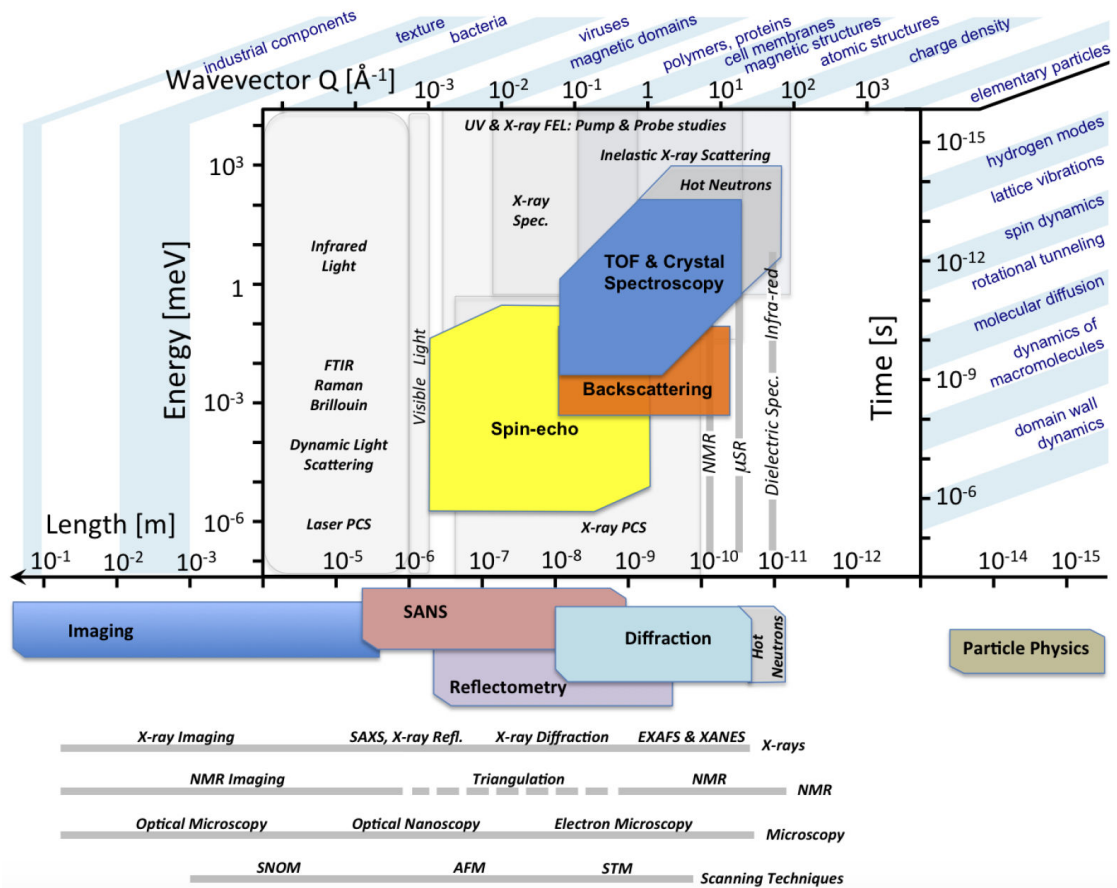 industrial components
texture
bacteria
viruses
magnetic domains
polymers, proteins
cell membranes
magnetic structures
atomic structures
charge density
elementary particles
Wavevector Q [Å⁻¹]
10⁻³
10⁻²
10⁻¹
1
10¹
10²
10³
UV & X-ray FEL: Pump & Probe studies
Inelastic X-ray Scattering
Hot Neutrons
X-ray
Spec.
Infrared
Light
TOF & Crystal
Spectroscopy
Energy [meV]
10³
1
10⁻³
10⁻⁶
Visible Light
FTIR
Raman
Brillouin
Dynamic Light
Scattering
Laser PCS
Spin-echo
Backscattering
X-ray PCS
NMR
μSR
Dielectric Spec.
Infra-red
Time [s]
10⁻¹⁵
10⁻¹²
10⁻⁹
10⁻⁶
hydrogen modes
lattice vibrations
spin dynamics
rotational tunneling
molecular diffusion
dynamics of
macromolecules
domain wall
dynamics
Length [m]
10⁻¹
10⁻²
10⁻³
10⁻⁵
10⁻⁶
10⁻⁷
10⁻⁸
10⁻⁹
10⁻¹⁰
10⁻¹¹
10⁻¹²
10⁻¹⁴
10⁻¹⁵
Imaging
SANS
Diffraction
Hot
Neutrons
Reflectometry
Particle Physics
X-ray Imaging
SAXS, X-ray Refl.
X-ray Diffraction
EXAFS & XANES
X-rays
NMR Imaging
Triangulation
NMR
NMR
Optical Microscopy
Optical Nanoscopy
Electron Microscopy
Microscopy
SNOM
AFM
STM
Scanning Techniques